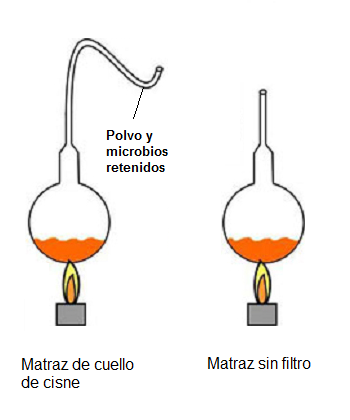 Polvo y
microbios
retenidos
Matraz de cuello
de cisne
Matraz sin filtro